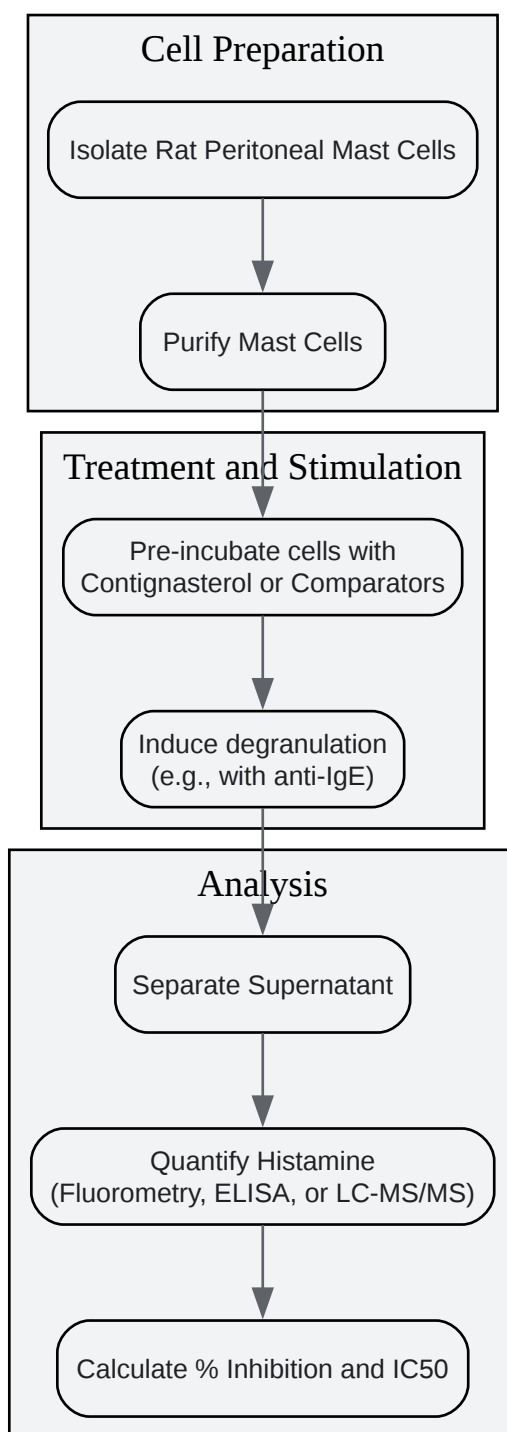 Cell Preparation
Isolate Rat Peritoneal Mast Cells
Purify Mast Cells
Treatment and Stimulation
Pre-incubate cells with
Contignasterol or Comparators
Induce degranulation
(e.g., with anti-IgE)
Analysis
Separate Supernatant
Quantify Histamine
(Fluorometry, ELISA, or LC-MS/MS)
Calculate % Inhibition and IC50